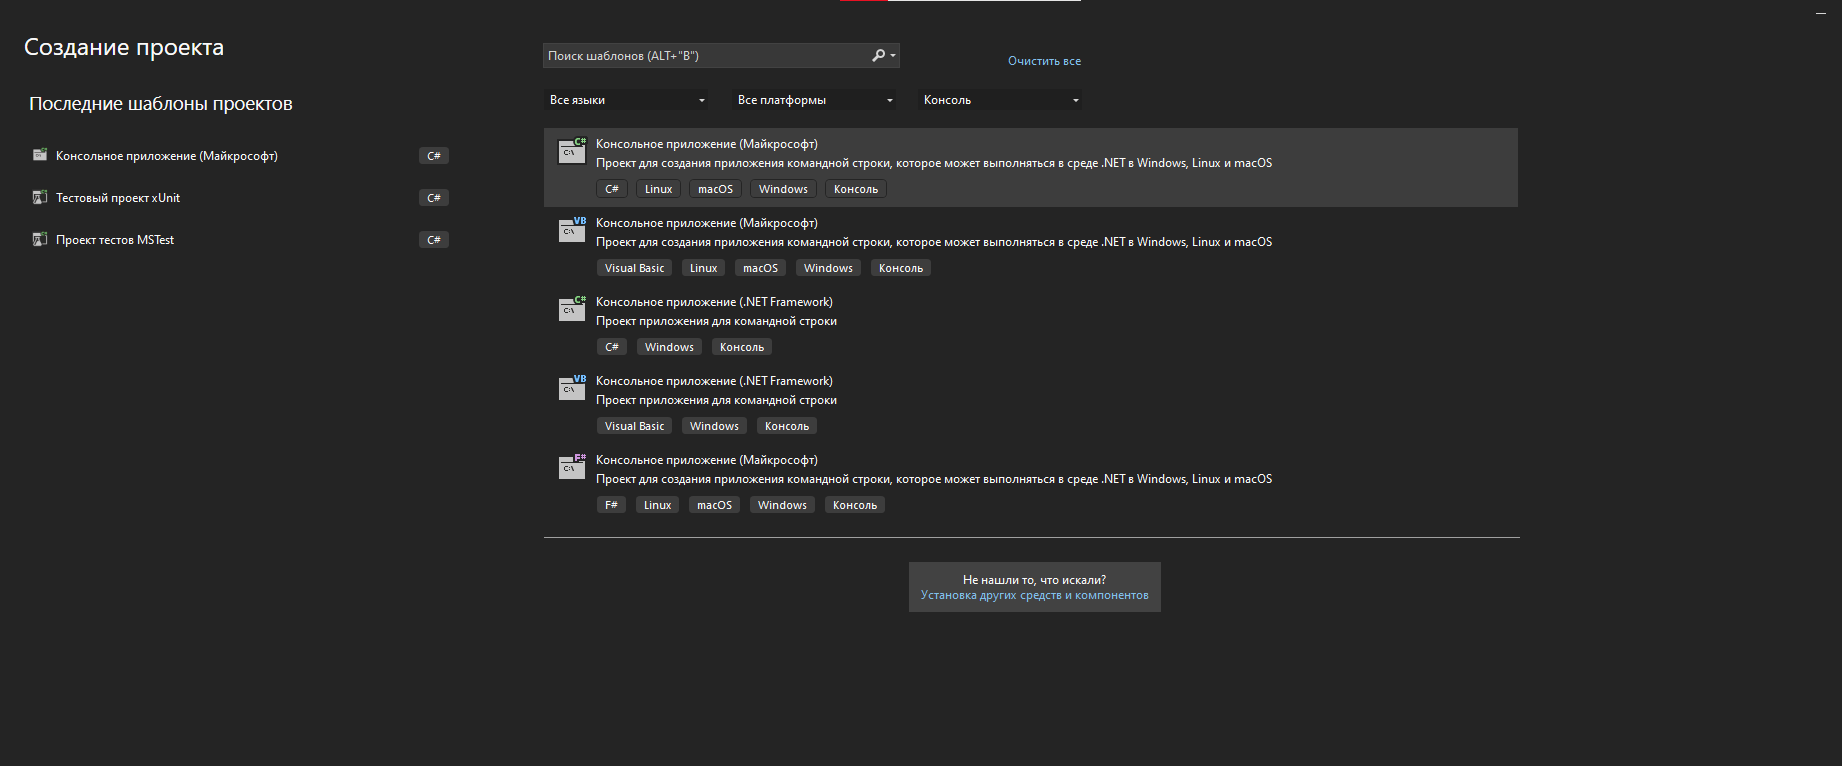 Создание проекта
Последние шаблоны проектов
Консольное приложение (Майкрософт) C#
Тестовый проект xUnit C#
Проект тестов MSTest C#
Поиск шаблонов (ALT+"В")
Очистить все
Все языки Все платформы Консоль
C#
C:\
Консольное приложение (Майкрософт)
Проект для создания приложения командной строки, которое может выполняться в среде .NET в Windows, Linux и macOS
C# Linux macOS Windows Консоль
VB
C:\
Консольное приложение (Майкрософт)
Проект для создания приложения командной строки, которое может выполняться в среде .NET в Windows, Linux и macOS
Visual Basic Linux macOS Windows Консоль
C#
C:\
Консольное приложение (.NET Framework)
Проект приложения для командной строки
C# Windows Консоль
VB
C:\
Консольное приложение (.NET Framework)
Проект приложения для командной строки
Visual Basic Windows Консоль
F#
C:\
Консольное приложение (Майкрософт)
Проект для создания приложения командной строки, которое может выполняться в среде .NET в Windows, Linux и macOS
F# Linux macOS Windows Консоль
Не нашли то, что искали?
Установка других средств и компонентов